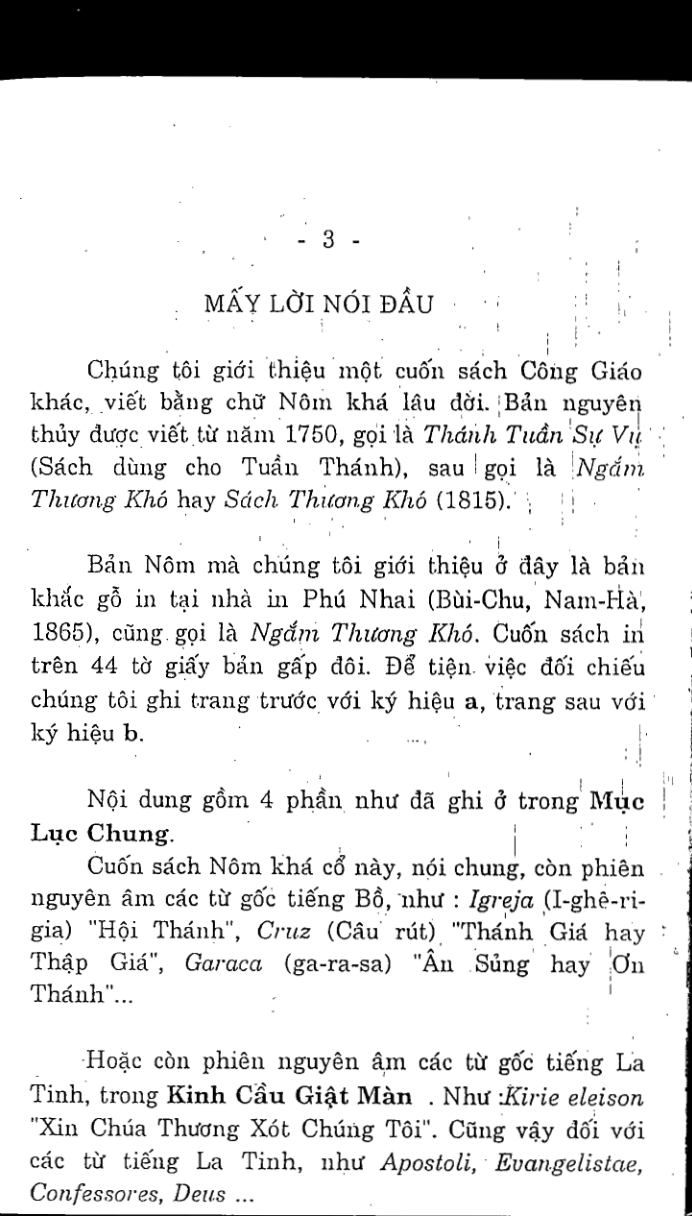 - 3 -
MẤY LỜI NÓI ĐẦU
Chúng tôi giới thiệu một cuốn sách Công Giáo
khác, viết bằng chữ Nôm khá lâu đời. Bản nguyên
thủy được viết từ năm 1750, gọi là Thánh Tuần Sự Vụ
(Sách dùng cho Tuần Thánh), sau gọi là Ngắm
Thương Khó hay Sách Thương Khó (1815).
Bản Nôm mà chúng tôi giới thiệu ở đây là bản
khắc gỗ in tại nhà in Phú Nhai (Bùi-Chu, Nam-Hà,
1865), cũng gọi là Ngắm Thương Khó. Cuốn sách in
trên 44 tờ giấy bản gấp đôi. Để tiện việc đối chiếu
chúng tôi ghi trang trước với ký hiệu a, trang sau với
ký hiệu b.
Nội dung gồm 4 phần như đã ghi ở trong Mục
Lục Chung.
Cuốn sách Nôm khá cổ này, nói chung, còn phiên
nguyên âm các từ gốc tiếng Bồ, như : Igreja (I-ghê-ri-
gia) "Hội Thánh", Cruz (Câu rút) "Thánh Giá hay
Thập Giá", Garaca (ga-ra-sa) "Ân Sủng hay Ơn
Thánh"...
Hoặc còn phiên nguyên âm các từ gốc tiếng La
Tinh, trong Kinh Cầu Giật Màn . Như :Kirie eleison
"Xin Chúa Thương Xót Chúng Tôi". Cũng vậy đối với
các từ tiếng La Tinh, như Apostoli, Evangelistae,
Confessores, Deus ...